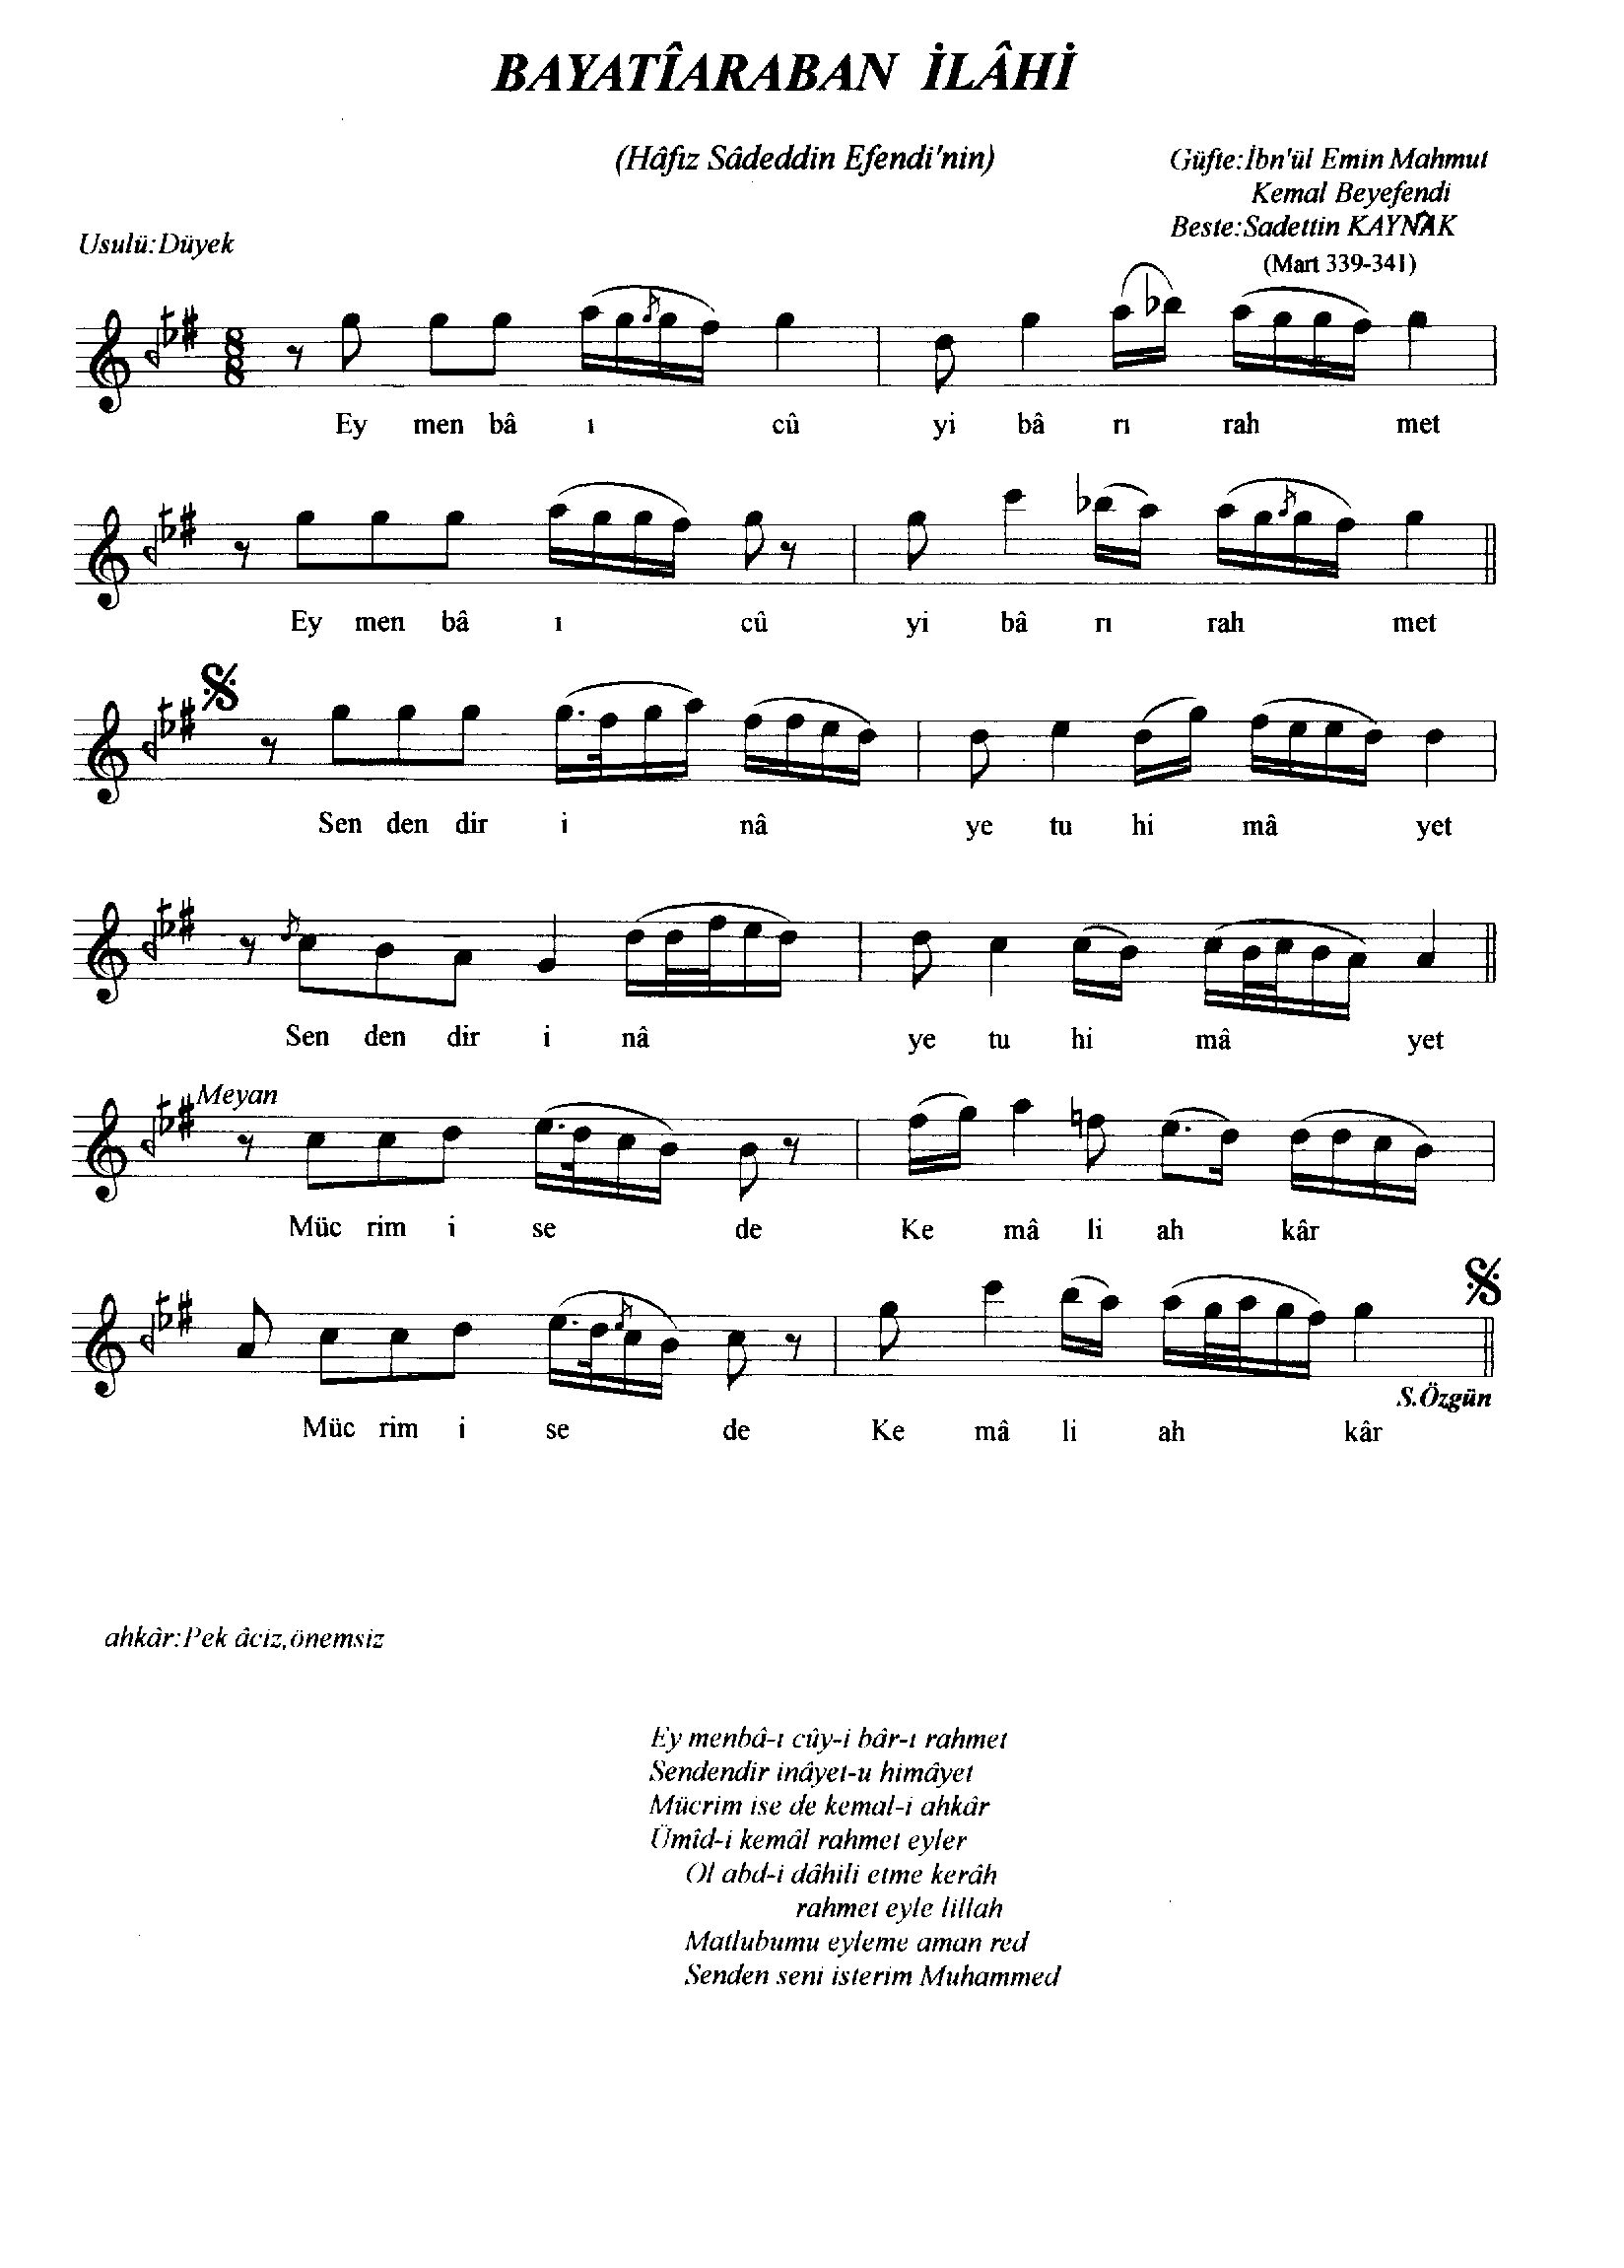 BAYATÎARABAN İLÂHİ
(Hâfız Sâdeddin Efendi'nin)
Güfte:İbn'ül Emin Mahmut
Kemal Beyefendi
Beste:Sadettin KAYNAK
(Mart 339-341)
Usulü:Düyek
8
8
8
Ey men bâ ı cû yi bâ rı rah met
Ey men bâ ı cû yi bâ rı rah met
Sen den dir i nâ ye tu hi mâ yet
Sen den dir i nâ ye tu hi mâ yet
Meyan
Müc rim i se de Ke mâ li ah kâr
Müc rim i se de Ke mâ li ah kâr
S.Özgün
ahkâr:Pek âciz,önemsiz
Ey menbâ-ı cûy-i bâr-ı rahmet
Sendendir inâyet-u himâyet
Mücrim ise de kemal-i ahkâr
Ümîd-i kemâl rahmet eyler
Ol abd-i dâhili etme kerâh
rahmet eyle lillah
Matlubumu eyleme aman red
Senden seni isterim Muhammed